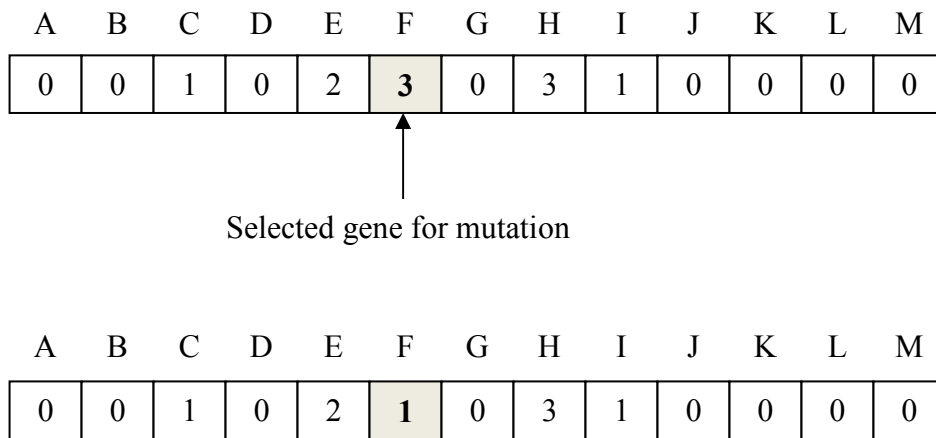 A B C D E F G H I J K L M
0 0 1 0 2 3 0 3 1 0 0 0 0
Selected gene for mutation
A B C D E F G H I J K L M
0 0 1 0 2 1 0 3 1 0 0 0 0